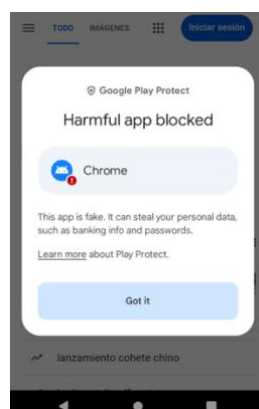 TODO IMÁGENES Iniciar sesión
Google Play Protect
Harmful app blocked
Chrome
This app is fake. It can steal your personal data,
such as banking info and passwords.
Learn more about Play Protect.
Got it
lanzamiento cohete chino